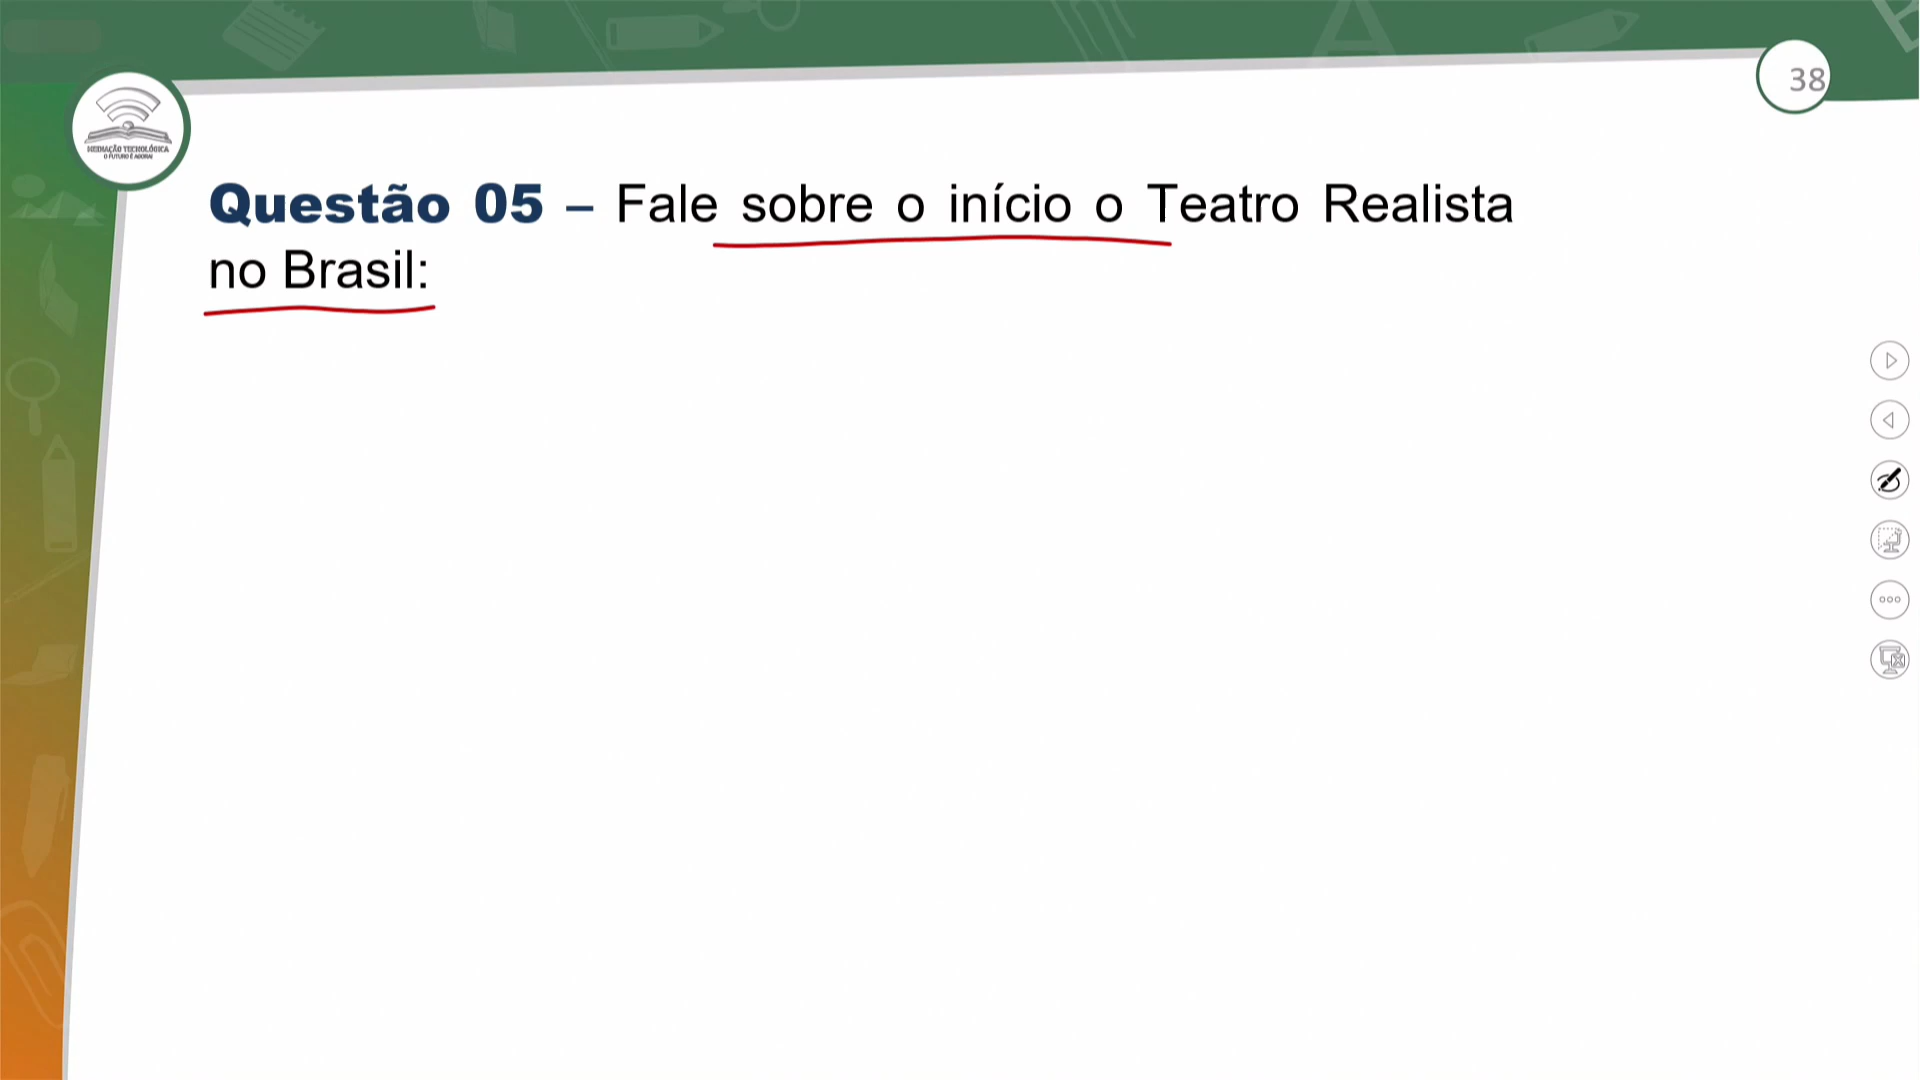 38
MEDIAÇÃO TECNOLÓGICA
O FUTURO É AGORA!
Questão 05 – Fale sobre o início o Teatro Realista
no Brasil: